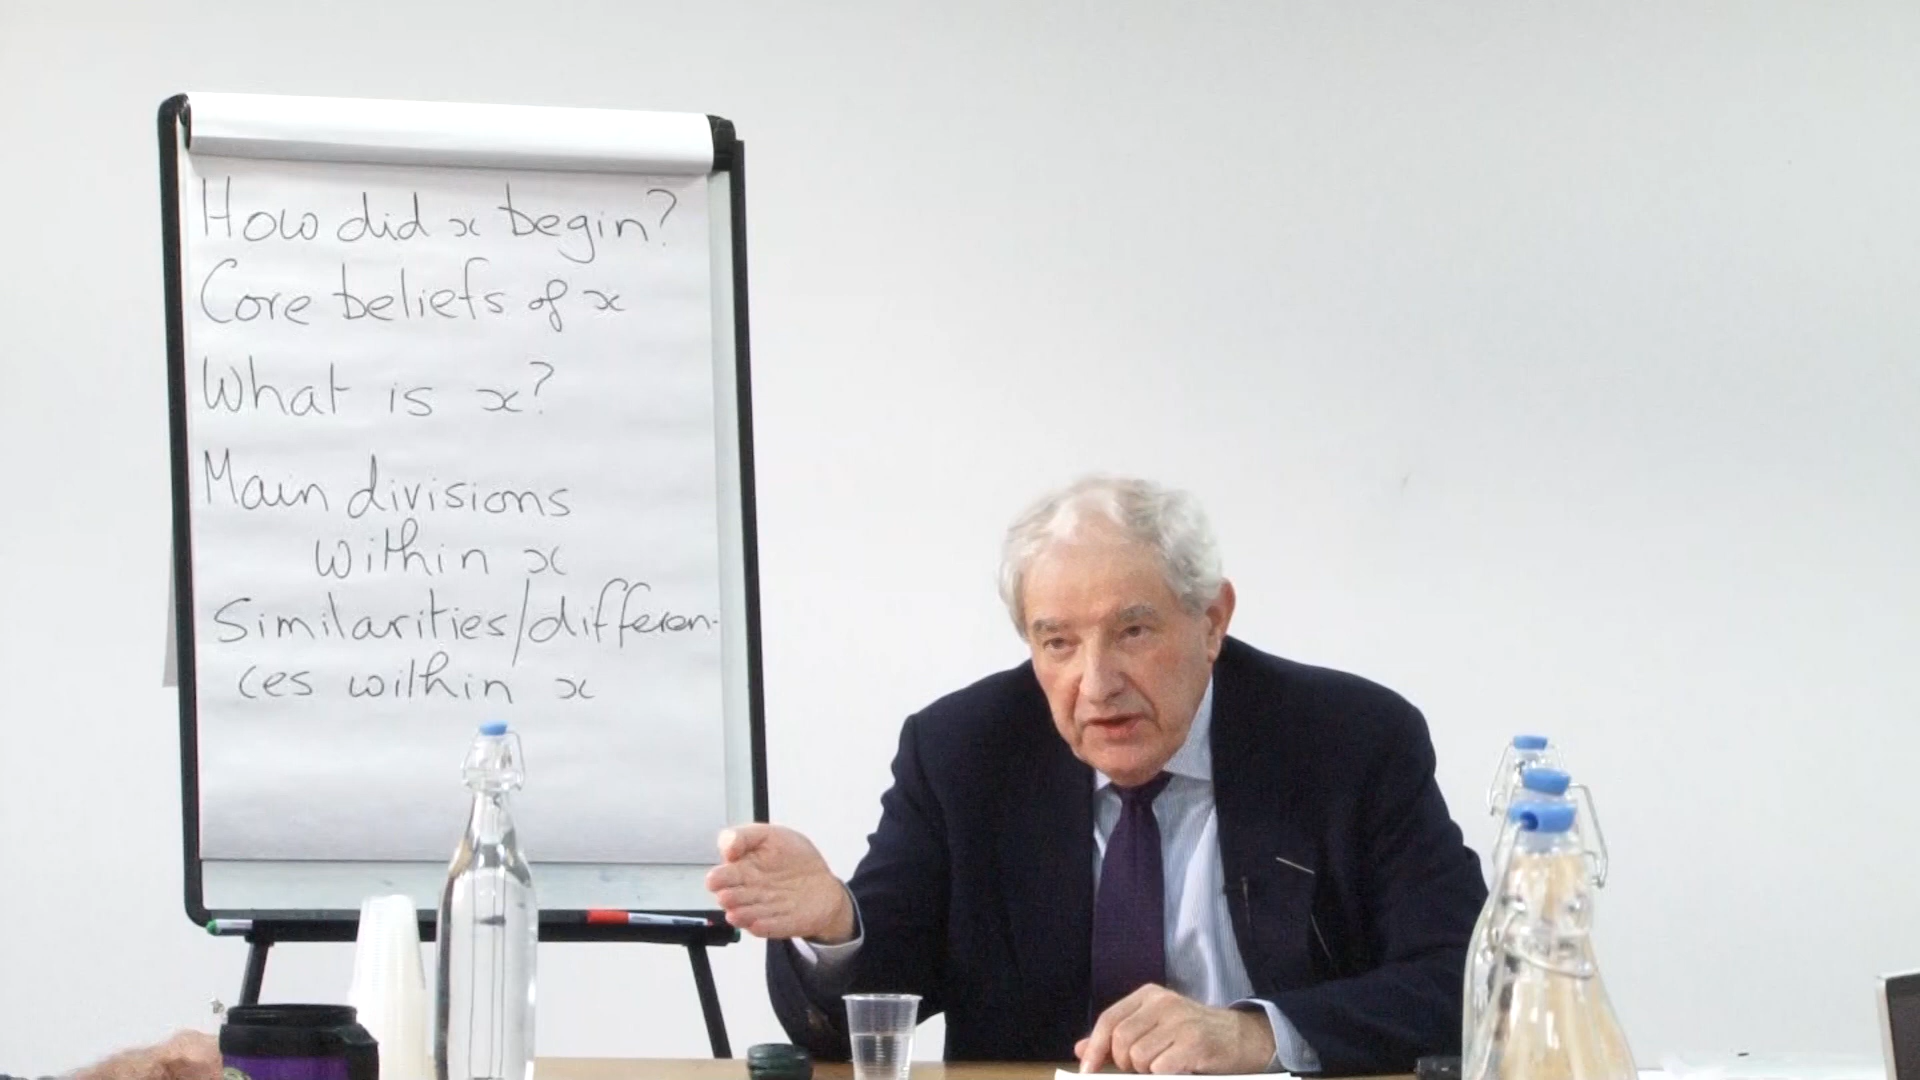 How did x begin?
Core beliefs of x
What is x?
Main divisions
within x
Similarities/differen-
ces within x